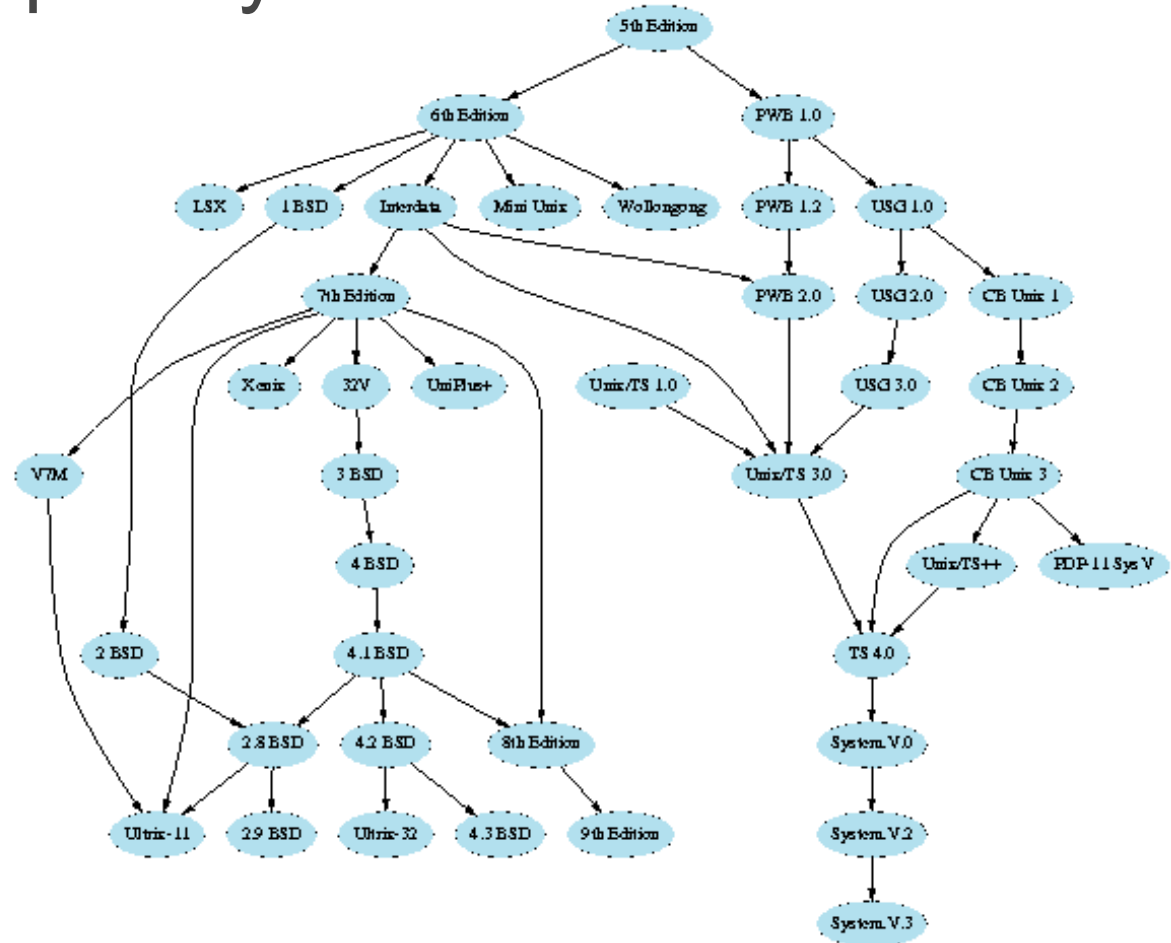 5th Edition
6th Edition
PWB 1.0
LSX
1 BSD
Interdata
Mini Unix
Wollongong
PWB 1.2
USG 1.0
7th Edition
PWB 2.0
USG 2.0
CB Unix 1
Xenix
32V
UniPlus+
Unix/TS 1.0
USG 3.0
CB Unix 2
V7M
3 BSD
Unix/TS 3.0
CB Unix 3
4 BSD
Unix/TS++
PDP-11 Sys V
2 BSD
4.1 BSD
TS 4.0
2.8 BSD
4.2 BSD
8th Edition
System V.0
Ultrix-11
2.9 BSD
Ultrix-32
4.3 BSD
9th Edition
System V.2
System V.3